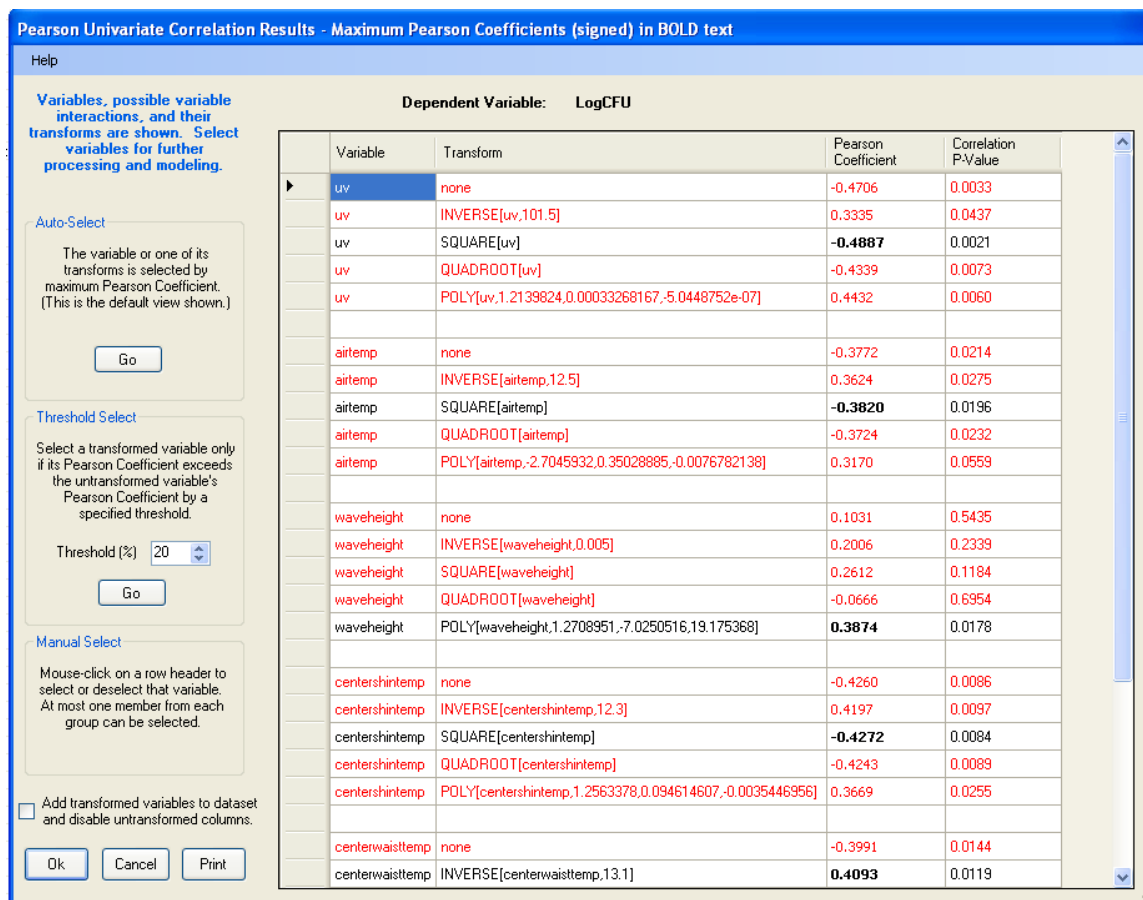 Pearson Univariate Correlation Results - Maximum Pearson Coefficients (signed) in BOLD text
Help
Variables, possible variable
interactions, and their
transforms are shown. Select
variables for further
processing and modeling.
Auto-Select
The variable or one of its
transforms is selected by
maximum Pearson Coefficient.
(This is the default view shown.)
Go
Threshold Select
Select a transformed variable only
if its Pearson Coefficient exceeds
the untransformed variable's
Pearson Coefficient by a
specified threshold.
Threshold (%) 20
Go
Manual Select
Mouse-click on a row header to
select or deselect that variable.
At most one member from each
group can be selected.
Add transformed variables to dataset
and disable untransformed columns.
Ok Cancel Print
Dependent Variable: LogCFU
Variable Transform Pearson Coefficient Correlation P-Value
uv none -0.4706 0.0033
uv INVERSE[uv,101.5] 0.3335 0.0437
uv SQUARE[uv] -0.4887 0.0021
uv QUADROOT[uv] -0.4339 0.0073
uv POLY[uv,1.2139824,0.00033268167,-5.0448752e-07] 0.4432 0.0060
airtemp none -0.3772 0.0214
airtemp INVERSE[airtemp,12.5] 0.3624 0.0275
airtemp SQUARE[airtemp] -0.3820 0.0196
airtemp QUADROOT[airtemp] -0.3724 0.0232
airtemp POLY[airtemp,-2.7045932,0.35028885,-0.0076782138] 0.3170 0.0559
waveheight none 0.1031 0.5435
waveheight INVERSE[waveheight,0.005] 0.2006 0.2339
waveheight SQUARE[waveheight] 0.2612 0.1184
waveheight QUADROOT[waveheight] -0.0666 0.6954
waveheight POLY[waveheight,1.2708951,-7.0250516,19.175368] 0.3874 0.0178
centershintemp none -0.4260 0.0086
centershintemp INVERSE[centershintemp,12.3] 0.4197 0.0097
centershintemp SQUARE[centershintemp] -0.4272 0.0084
centershintemp QUADROOT[centershintemp] -0.4243 0.0089
centershintemp POLY[centershintemp,1.2563378,0.094614607,-0.0035446956] 0.3669 0.0255
centerwaisttemp none -0.3991 0.0144
centerwaisttemp INVERSE[centerwaisttemp,13.1] 0.4093 0.0119